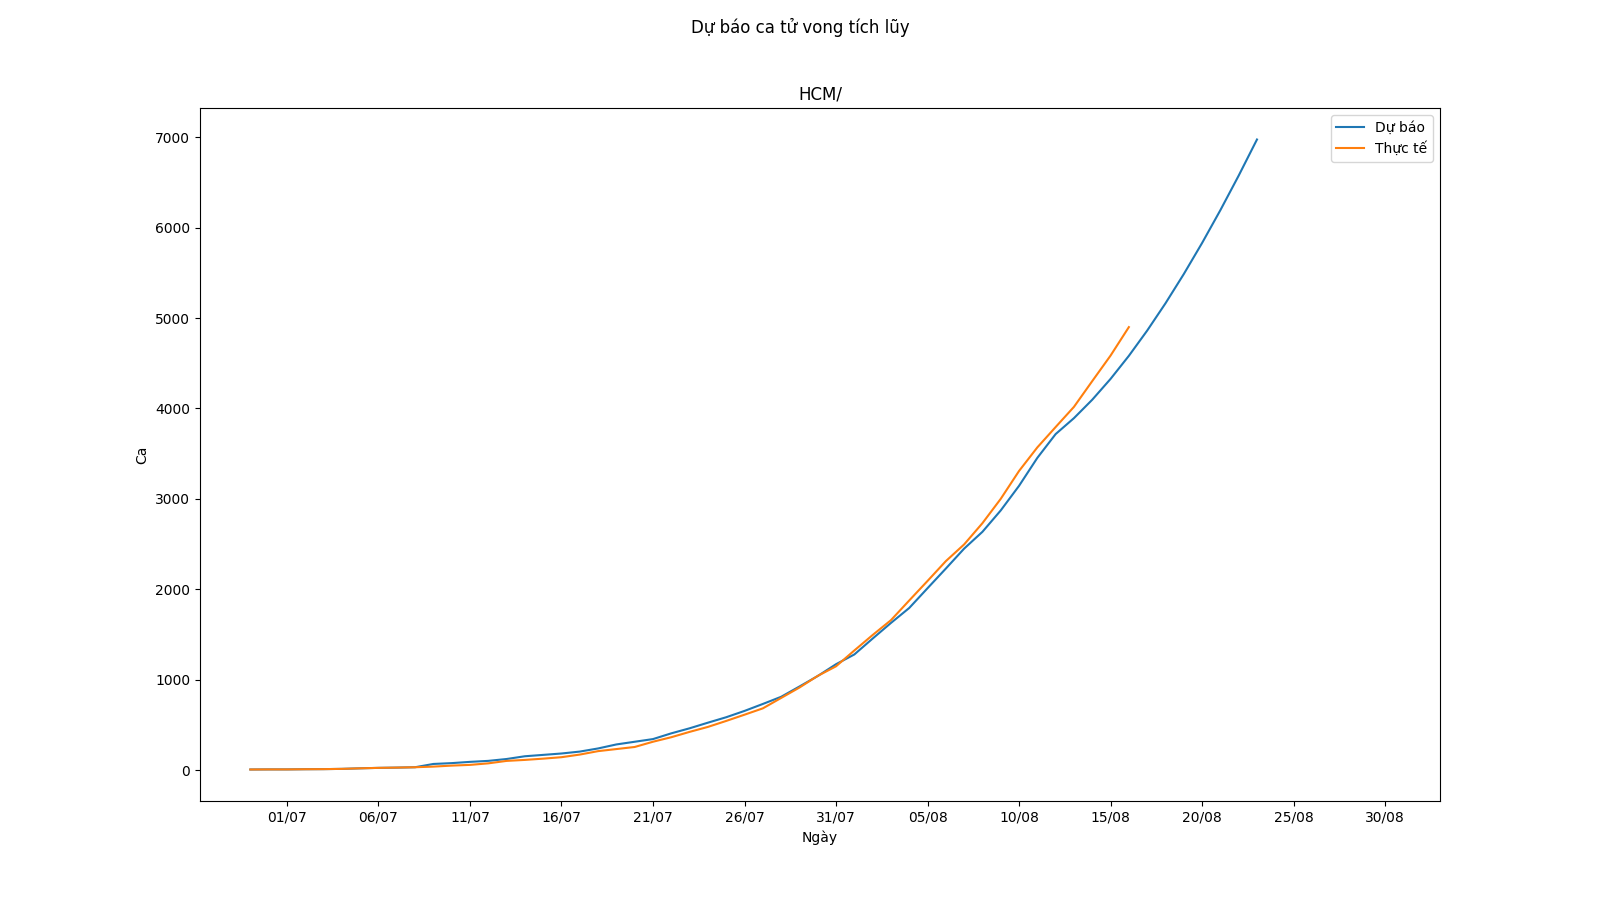 Dự báo ca tử vong tích lũy
HCM/
Dự báo
Thực tế
7000
6000
5000
4000
3000
2000
1000
0
Ca
01/07 06/07 11/07 16/07 21/07 26/07 31/07 05/08 10/08 15/08 20/08 25/08 30/08
Ngày